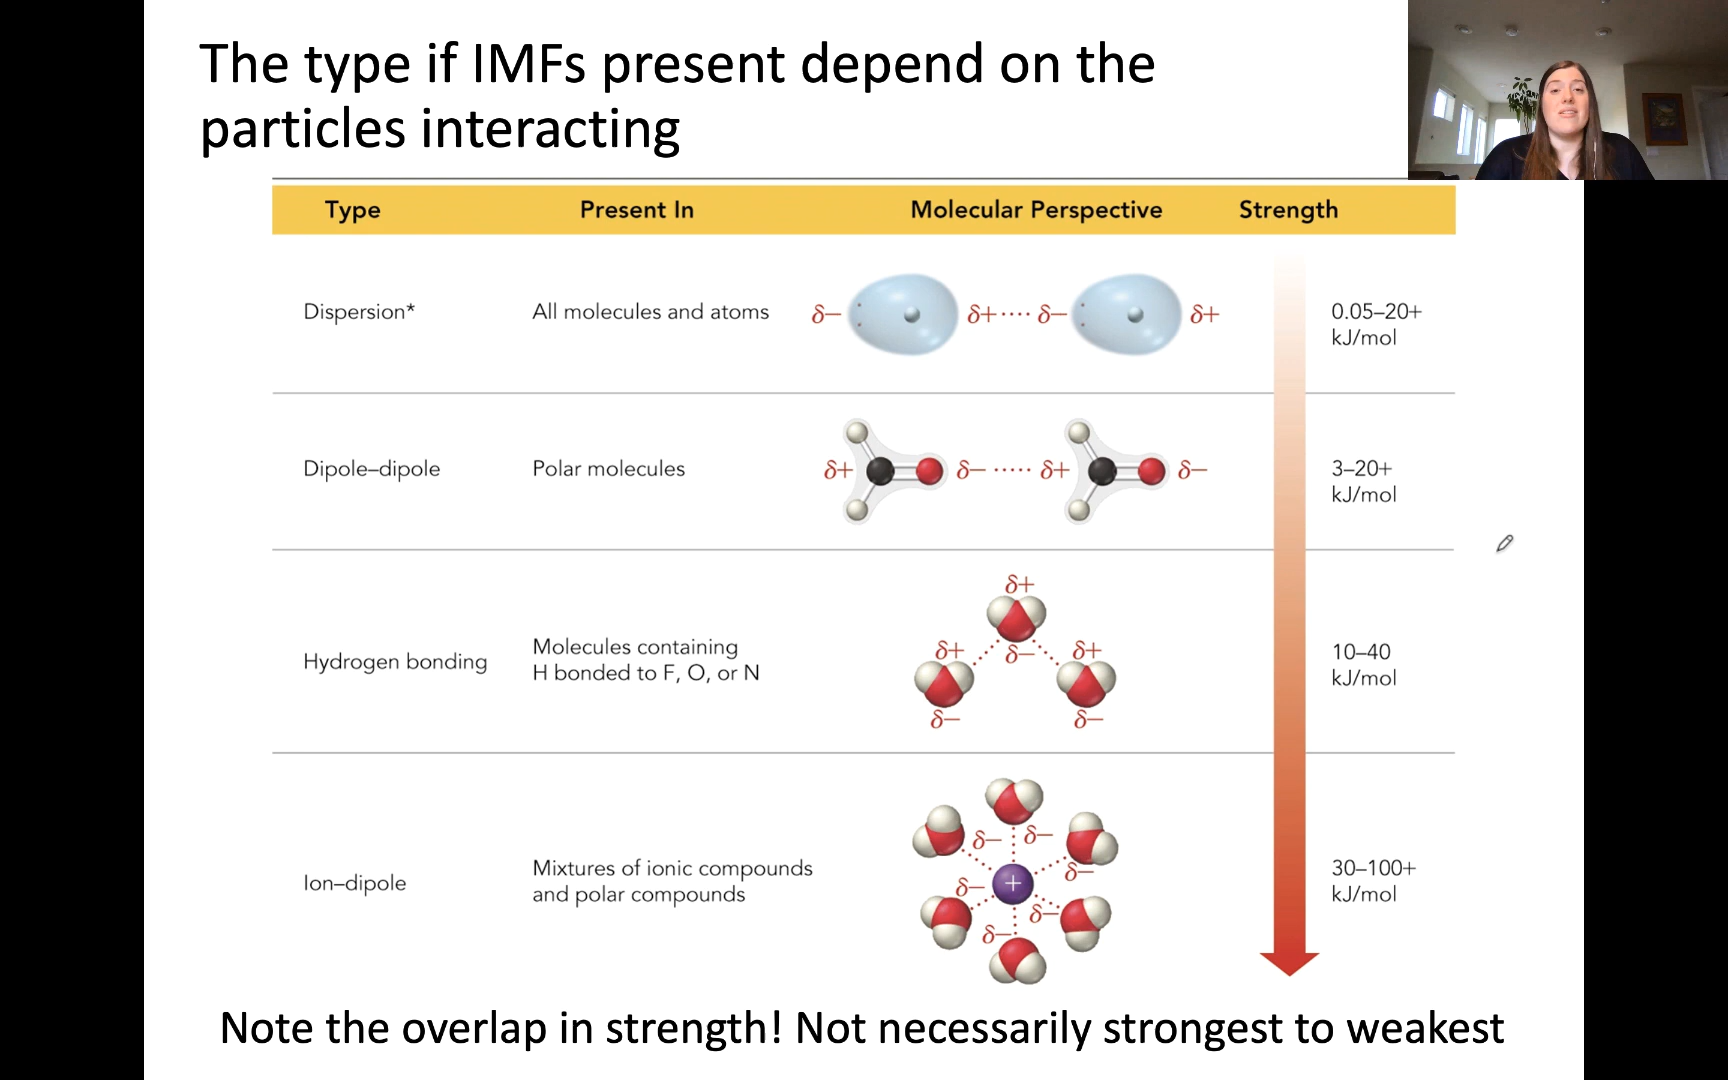 The type if IMFs present depend on the
particles interacting
Type Present In Molecular Perspective Strength
Dispersion* All molecules and atoms δ– δ+ δ– δ+ 0.05–20+
kJ/mol
Dipole–dipole Polar molecules δ+ δ– δ+ δ– 3–20+
kJ/mol
δ+
Hydrogen bonding Molecules containing
H bonded to F, O, or N
δ+ δ– δ+
δ– δ–
10–40
kJ/mol
Ion–dipole Mixtures of ionic compounds
and polar compounds
δ– δ–
δ–
δ– +
δ–
δ–
30–100+
kJ/mol
Note the overlap in strength! Not necessarily strongest to weakest